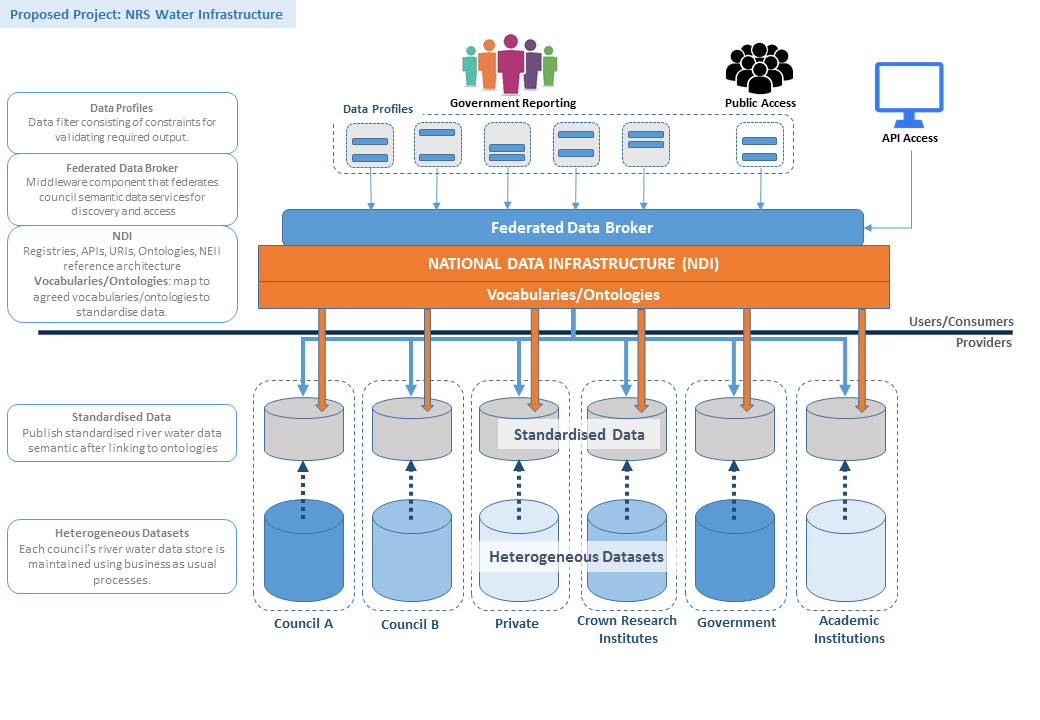 Proposed Project: NRS Water Infrastructure
Government Reporting
Public Access
API Access
Data Profiles
Data Profiles
Data filter consisting of constraints for
validating required output.
Federated Data Broker
Middleware component that federates
council semantic data services for
discovery and access
NDI
Registries, APIs, URIs, Ontologies, NEII
reference architecture
Vocabularies/Ontologies: map to
agreed vocabularies/ontologies to
standardise data.
Federated Data Broker
NATIONAL DATA INFRASTRUCTURE (NDI)
Vocabularies/Ontologies
Users/Consumers
Providers
Standardised Data
Publish standardised river water data
semantic after linking to ontologies
Standardised Data
Heterogeneous Datasets
Each council's river water data store is
maintained using business as usual
processes.
Heterogeneous Datasets
Council A
Council B
Private
Crown Research
Institutes
Government
Academic
Institutions